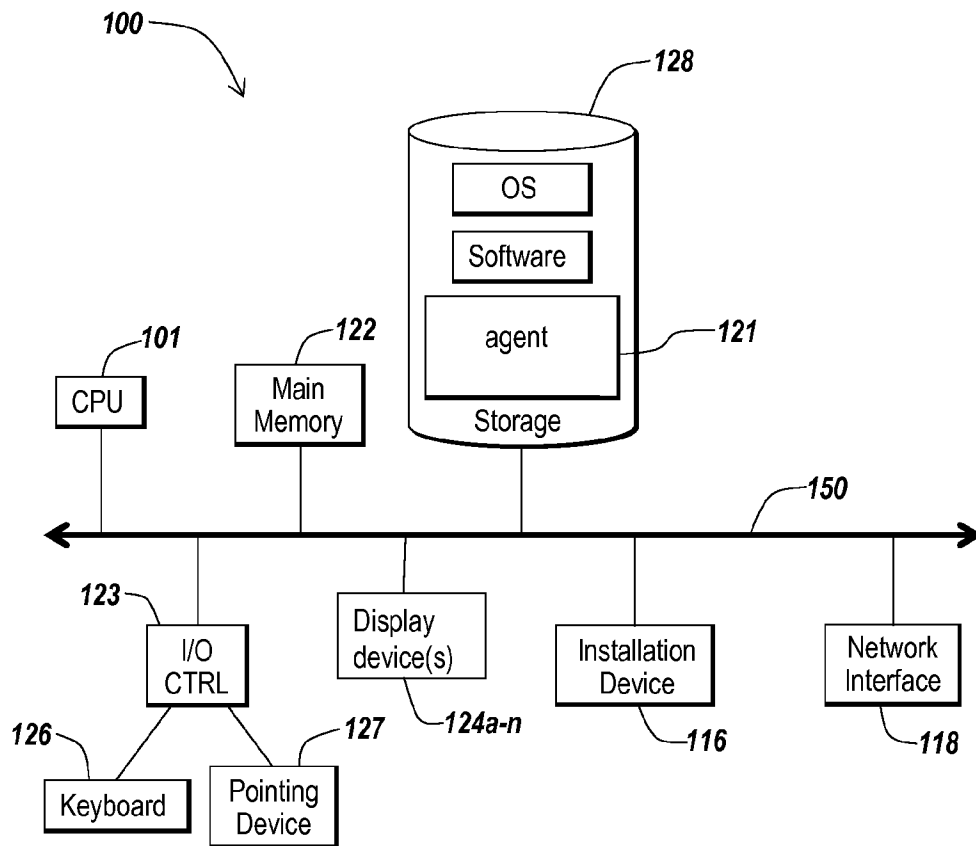 100
128
OS
Software
agent
121
Storage
101
CPU
122
Main
Memory
150
123
I/O
CTRL
Display
device(s)
124a-n
Installation
Device
116
Network
Interface
118
126
Keyboard
127
Pointing
Device